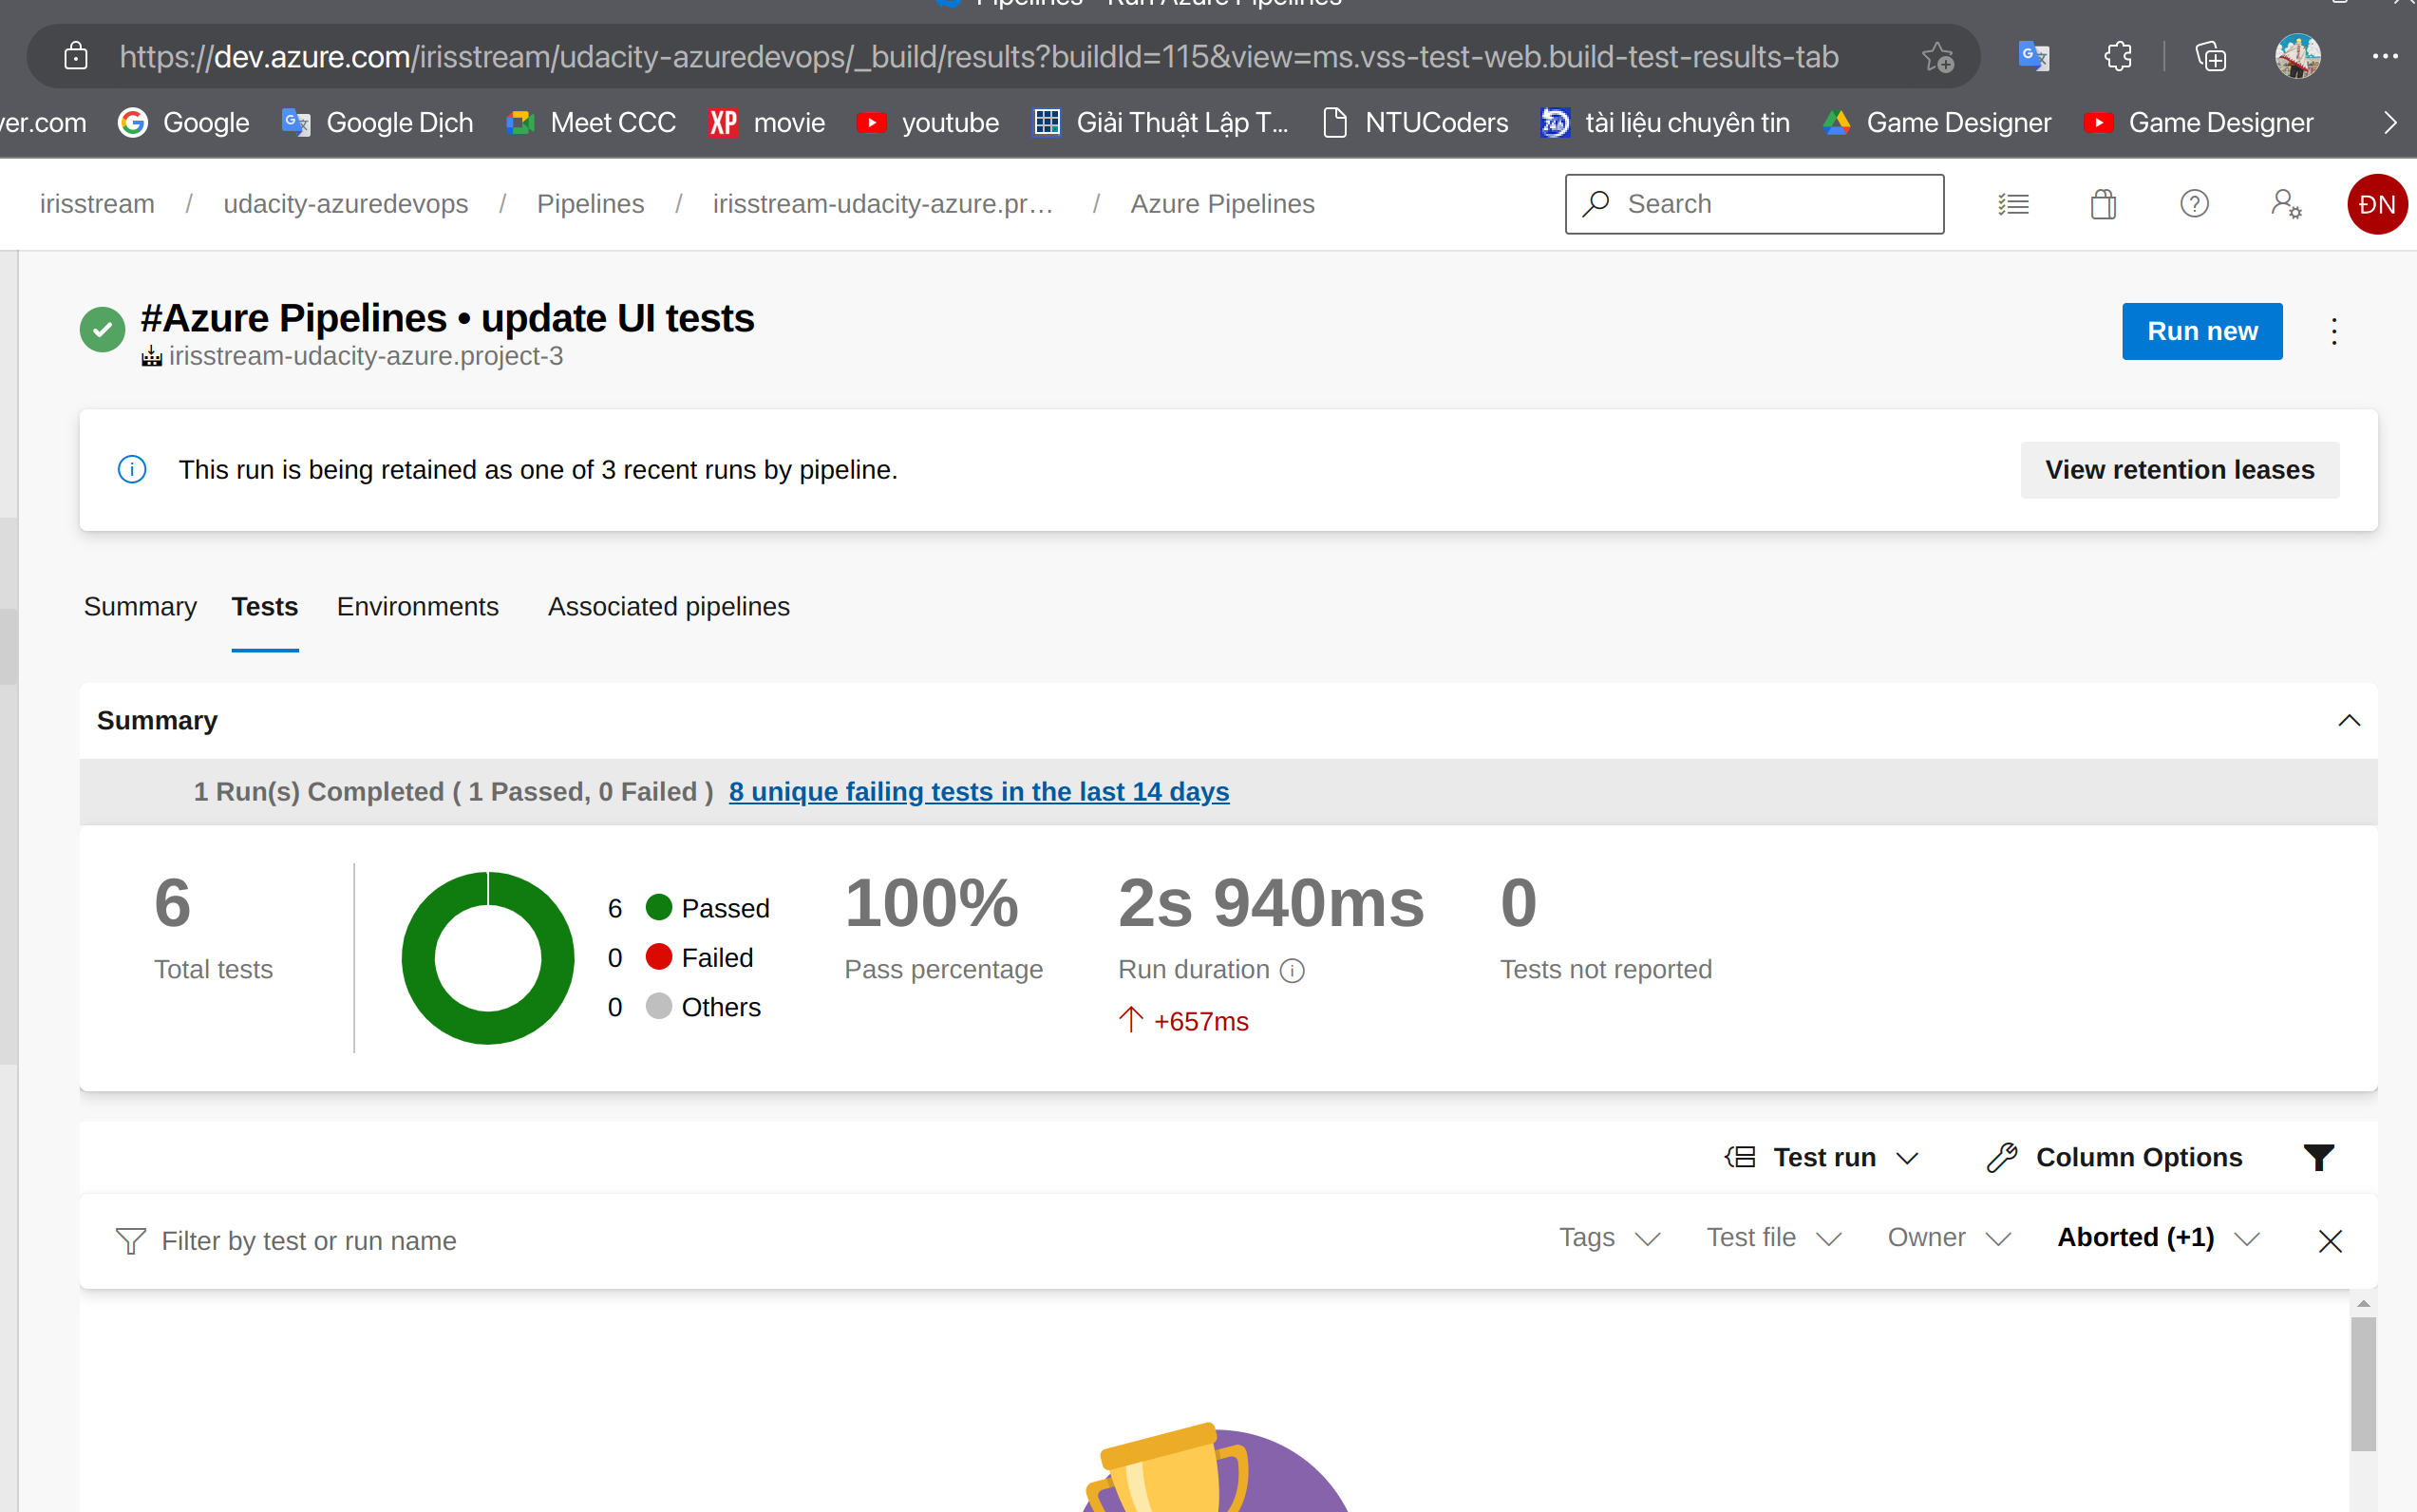 https://dev.azure.com/irisstream/udacity-azuredevops/_build/results?buildId=115&view=ms.vss-test-web.build-test-results-tab
ver.com Google Google Dịch Meet CCC XP movie youtube Giải Thuật Lập T... NTUCoders tài liệu chuyên tin Game Designer Game Designer
irisstream / udacity-azuredevops / Pipelines / irisstream-udacity-azure.pr... / Azure Pipelines Search ĐN
#Azure Pipelines • update UI tests
irisstream-udacity-azure.project-3
Run new
This run is being retained as one of 3 recent runs by pipeline. View retention leases
Summary Tests Environments Associated pipelines
Summary
1 Run(s) Completed ( 1 Passed, 0 Failed ) 8 unique failing tests in the last 14 days
6
Total tests
6 Passed
0 Failed
0 Others
100%
Pass percentage
2s 940ms
Run duration
+657ms
0
Tests not reported
Test run Column Options
Filter by test or run name Tags Test file Owner Aborted (+1)